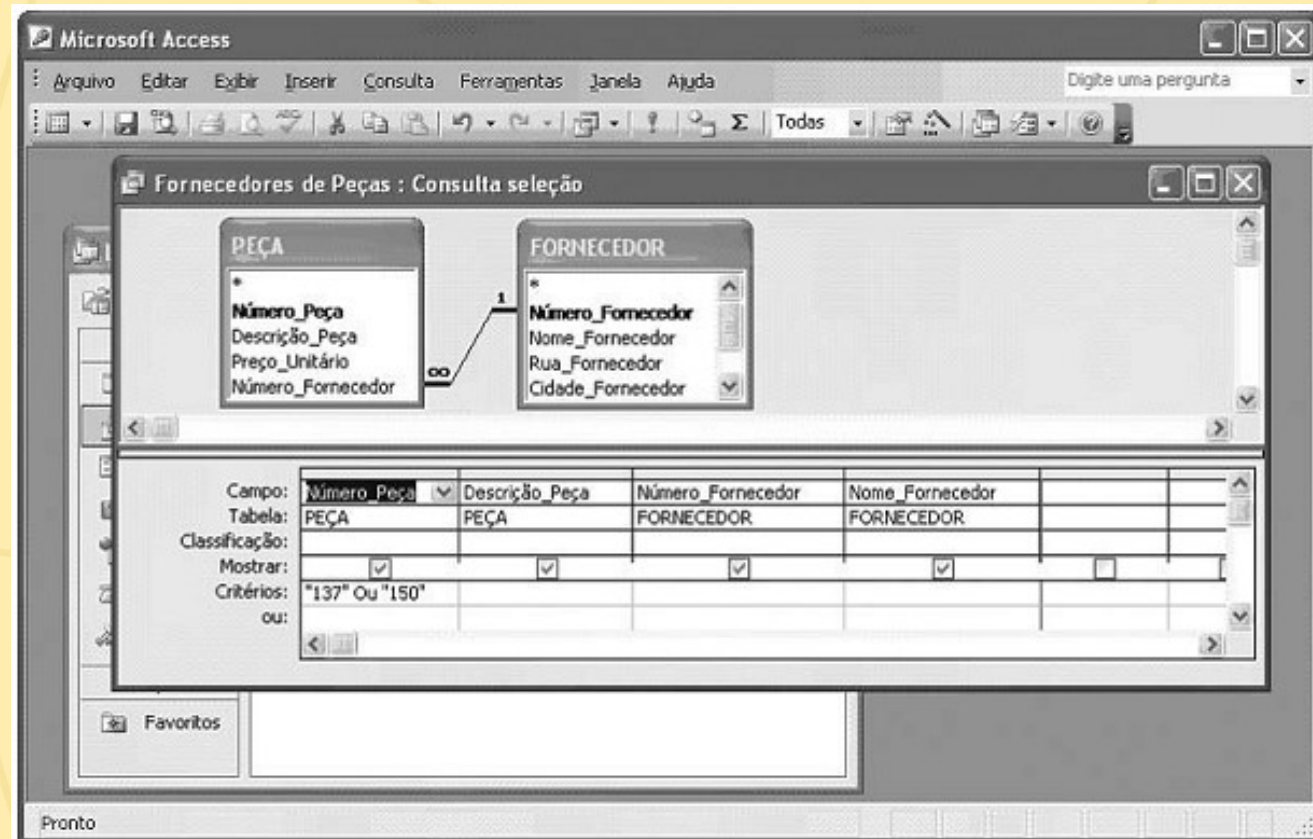 Microsoft Access
Arquivo Editar Exibir Inserir Consulta Ferramentas Janela Ajuda Digite uma pergunta
Todas
Fornecedores de Peças : Consulta seleção
PEÇA FORNECEDOR
* *
Número_Peça 1 Número_Fornecedor
Descrição_Peça Nome_Fornecedor
Preço_Unitário Rua_Fornecedor
Número_Fornecedor ∞ Cidade_Fornecedor
Campo: Número_Peça Descrição_Peça Número_Fornecedor Nome_Fornecedor
Tabela: PEÇA PEÇA FORNECEDOR FORNECEDOR
Classificação:
Mostrar:
Critérios: "137" Ou "150"
ou:
Favoritos
Pronto